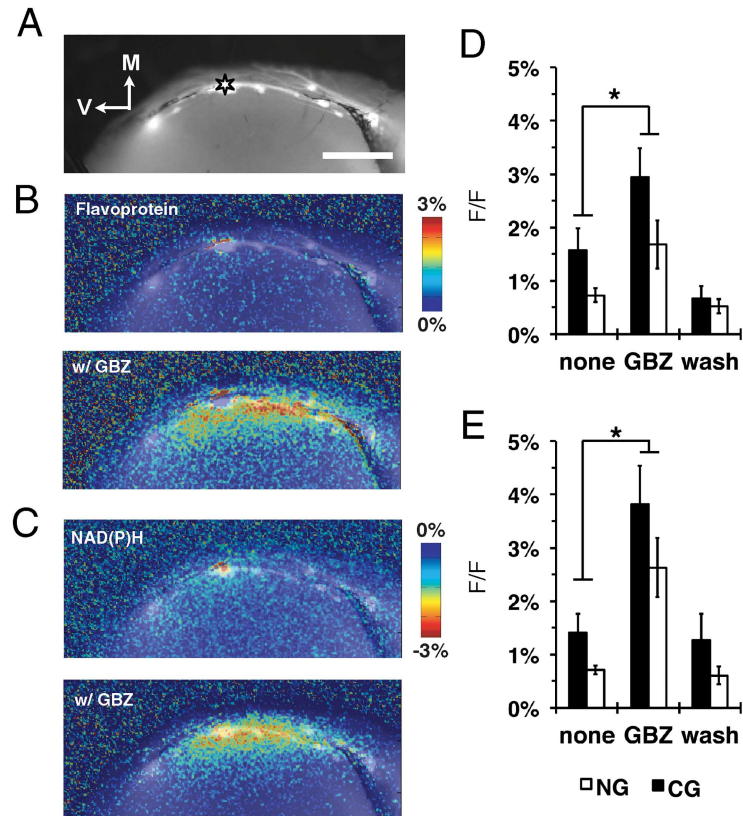 A
M
V
B
Flavoprotein
3%
0%
w/ GBZ
C
NAD(P)H
0%
-3%
w/ GBZ
D
5%
4%
3%
2%
1%
0%
F/F
*
none GBZ wash
E
5%
4%
3%
2%
1%
0%
F/F
*
none GBZ wash
NG CG